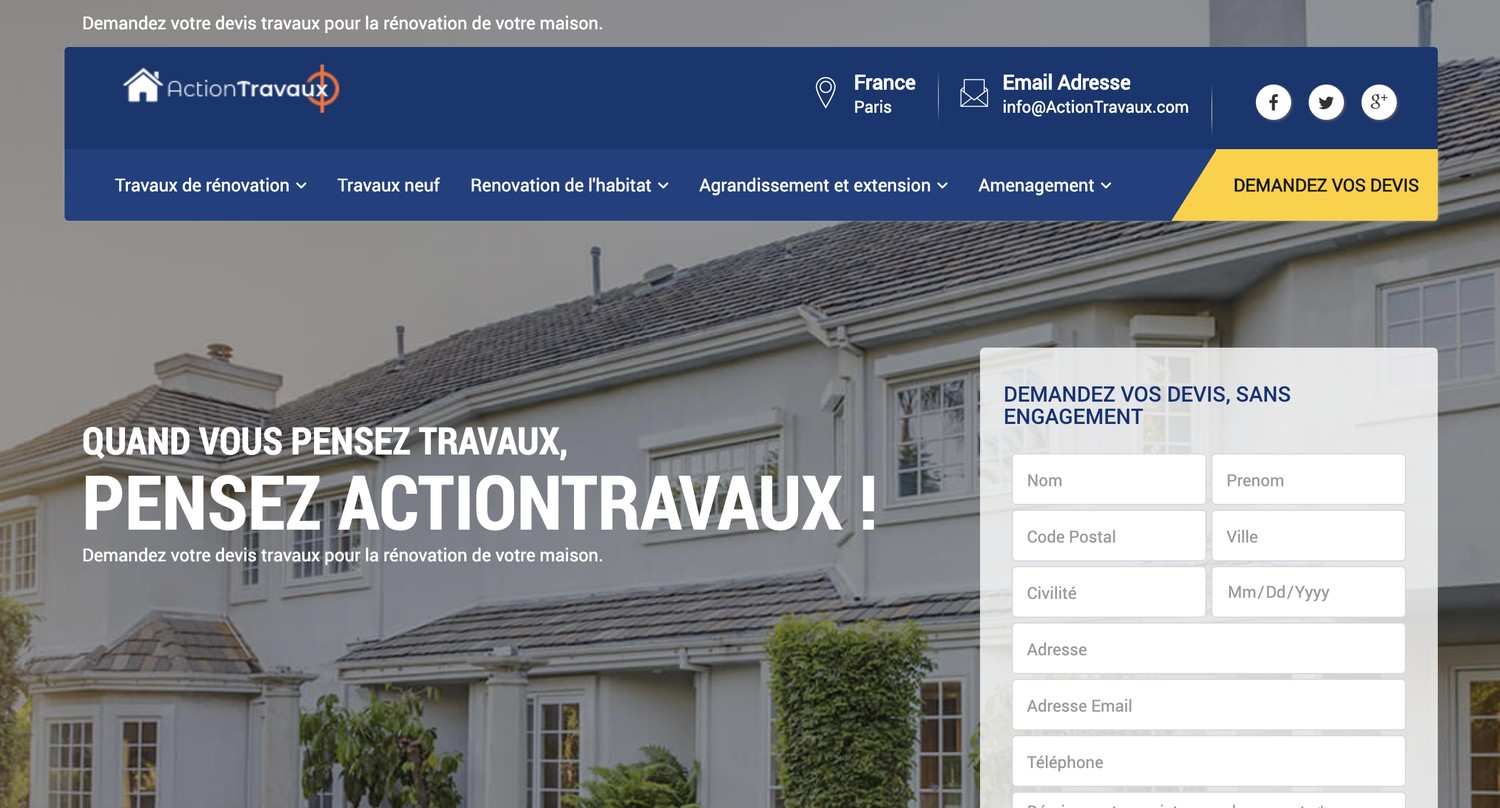 Demandez votre devis travaux pour la rénovation de votre maison.
ActionTravaux
France
Paris
Email Adresse
info@ActionTravaux.com
g+
Travaux de rénovation
Travaux neuf
Renovation de l'habitat
Agrandissement et extension
Amenagement
DEMANDEZ VOS DEVIS
QUAND VOUS PENSEZ TRAVAUX,
PENSEZ ACTIONTRAVAUX !
Demandez votre devis travaux pour la rénovation de votre maison.
DEMANDEZ VOS DEVIS, SANS
ENGAGEMENT
Nom
Prenom
Code Postal
Ville
Civilité
Mm/Dd/Yyyy
Adresse
Adresse Email
Téléphone